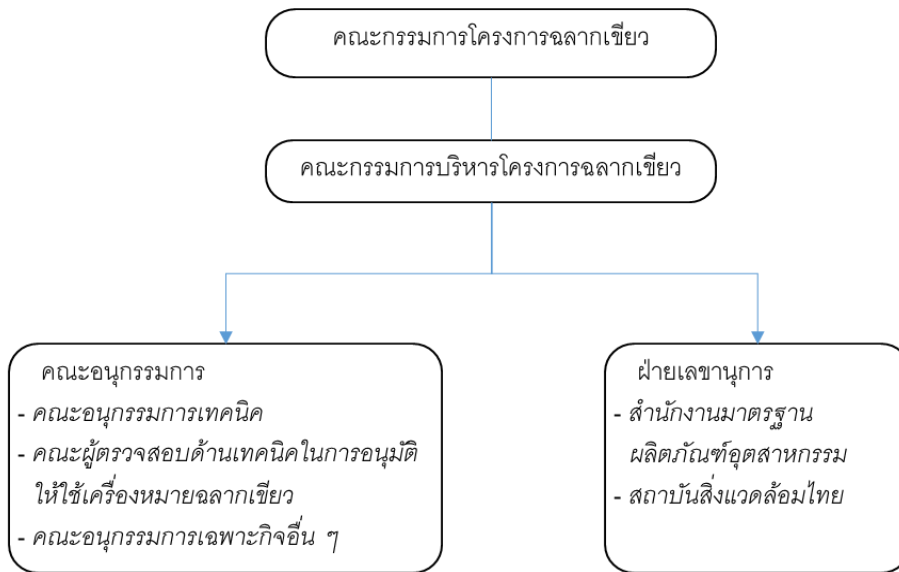 คณะกรรมการโครงการฉลากเขียว
คณะกรรมการบริหารโครงการฉลากเขียว
คณะอนุกรรมการ
- คณะอนุกรรมการเทคนิค
- คณะผู้ตรวจสอบด้านเทคนิคในการอนุมัติ
ให้ใช้เครื่องหมายฉลากเขียว
- คณะอนุกรรมการเฉพาะกิจอื่น ๆ
ฝ่ายเลขานุการ
- สำนักงานมาตรฐาน
ผลิตภัณฑ์อุตสาหกรรม
- สถาบันสิ่งแวดล้อมไทย